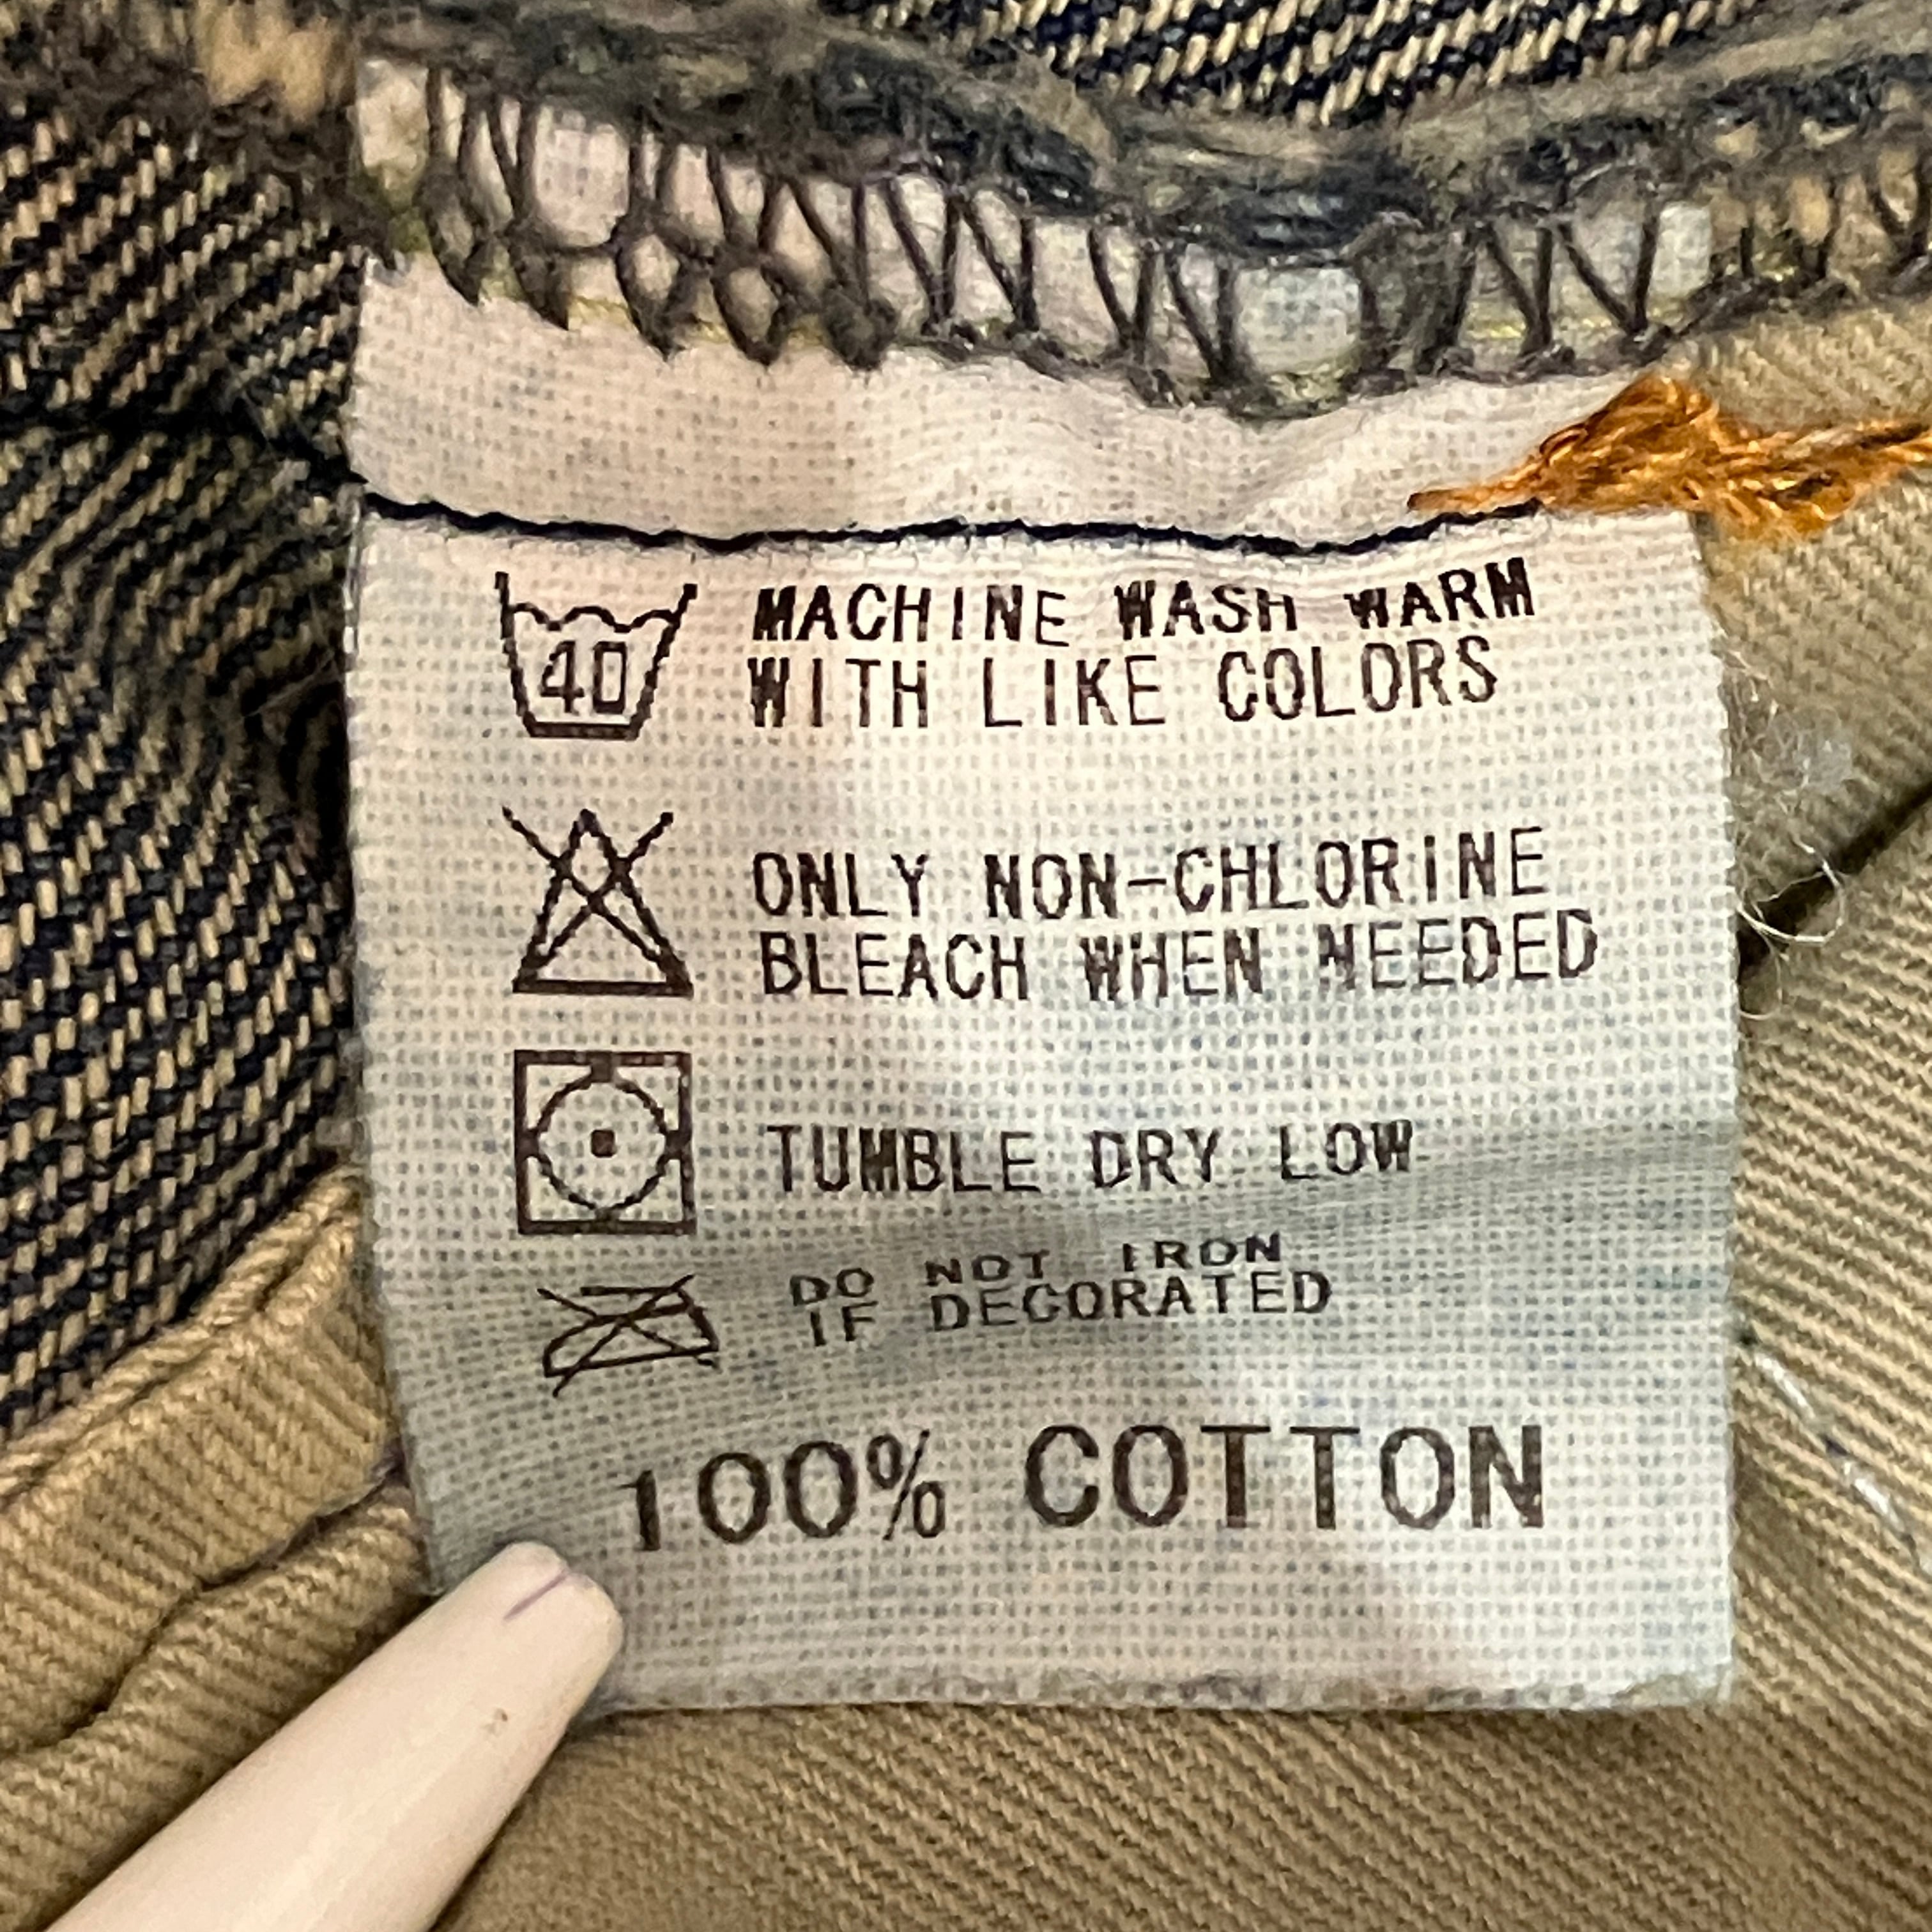 40 MACHINE WASH WARM
WITH LIKE COLORS
ONLY NON-CHLORINE
BLEACH WHEN NEEDED
TUMBLE DRY LOW
DO NOT IRON
IF DECORATED
100% COTTON